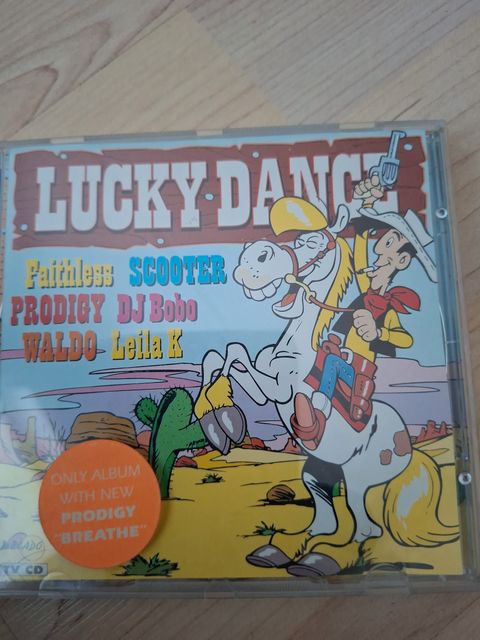 LUCKY DANCE
Faithless SCOOTER
PRODIGY DJ Bobo
WALDO Leila K
ONLY ALBUM
WITH NEW
PRODIGY
"BREATHE"
TV CD